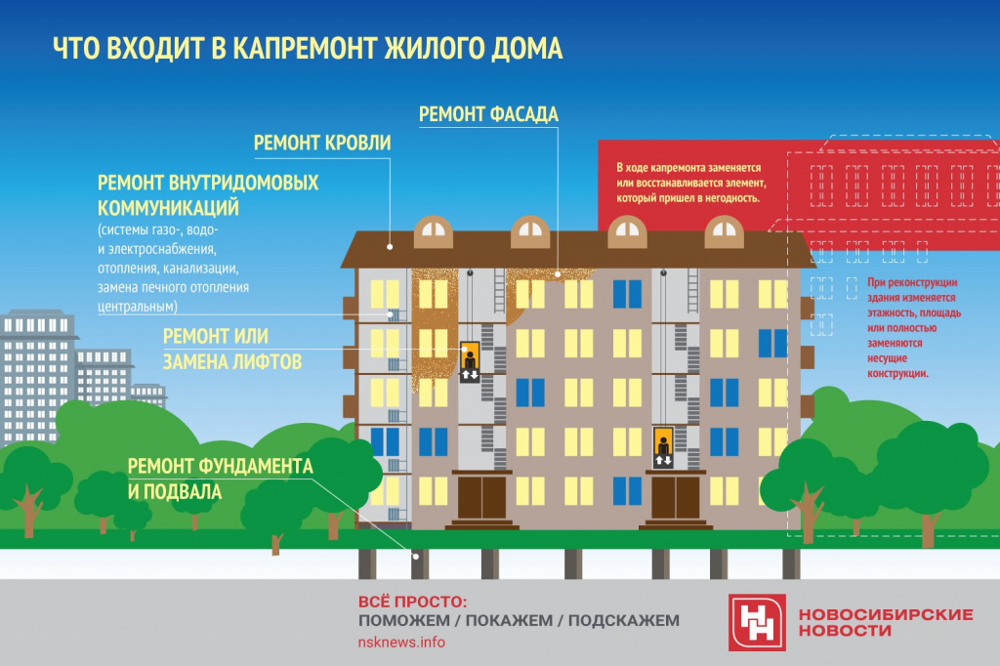 ЧТО ВХОДИТ В КАПРЕМОНТ ЖИЛОГО ДОМА
РЕМОНТ ФАСАДА
РЕМОНТ КРОВЛИ
РЕМОНТ ВНУТРИДОМОВЫХ
КОММУНИКАЦИЙ
(системы газо-, водо-
и электроснабжения,
отопления, канализации,
замена печного отопления
центральным)
РЕМОНТ ИЛИ
ЗАМЕНА ЛИФТОВ
РЕМОНТ ФУНДАМЕНТА
И ПОДВАЛА
В ходе капремонта заменяется
или восстанавливается элемент,
который пришел в негодность.
При реконструкции
здания изменяется
этажность, площадь
или полностью
заменяются
несущие
конструкции.
ВСЁ ПРОСТО:
ПОМОЖЕМ / ПОКАЖЕМ / ПОДСКАЖЕМ
nsknews.info
НН
НОВОСИБИРСКИЕ
НОВОСТИ